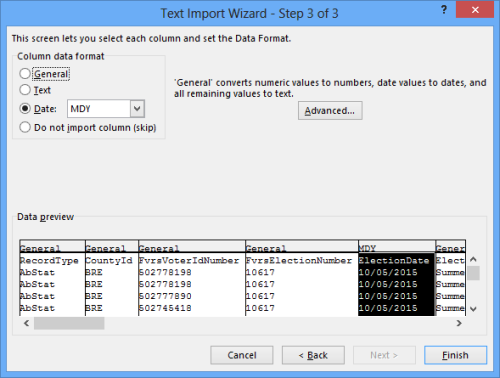 Text Import Wizard - Step 3 of 3
?
This screen lets you select each column and set the Data Format.
Column data format
General
Text
Date: MDY
Do not import column (skip)
'General' converts numeric values to numbers, date values to dates, and
all remaining values to text.
Advanced...
Data preview
General General General General MDY Gener
RecordType CountyId FvrsVoterIdNumber FvrsElectionNumber ElectionDate Elect
AbStat BRE 502778198 10617 10/05/2015 Summe
AbStat BRE 502778198 10617 10/05/2015 Summe
AbStat BRE 502777890 10617 10/05/2015 Summe
AbStat BRE 502745418 10617 10/05/2015 Summe
Cancel < Back Next > Finish